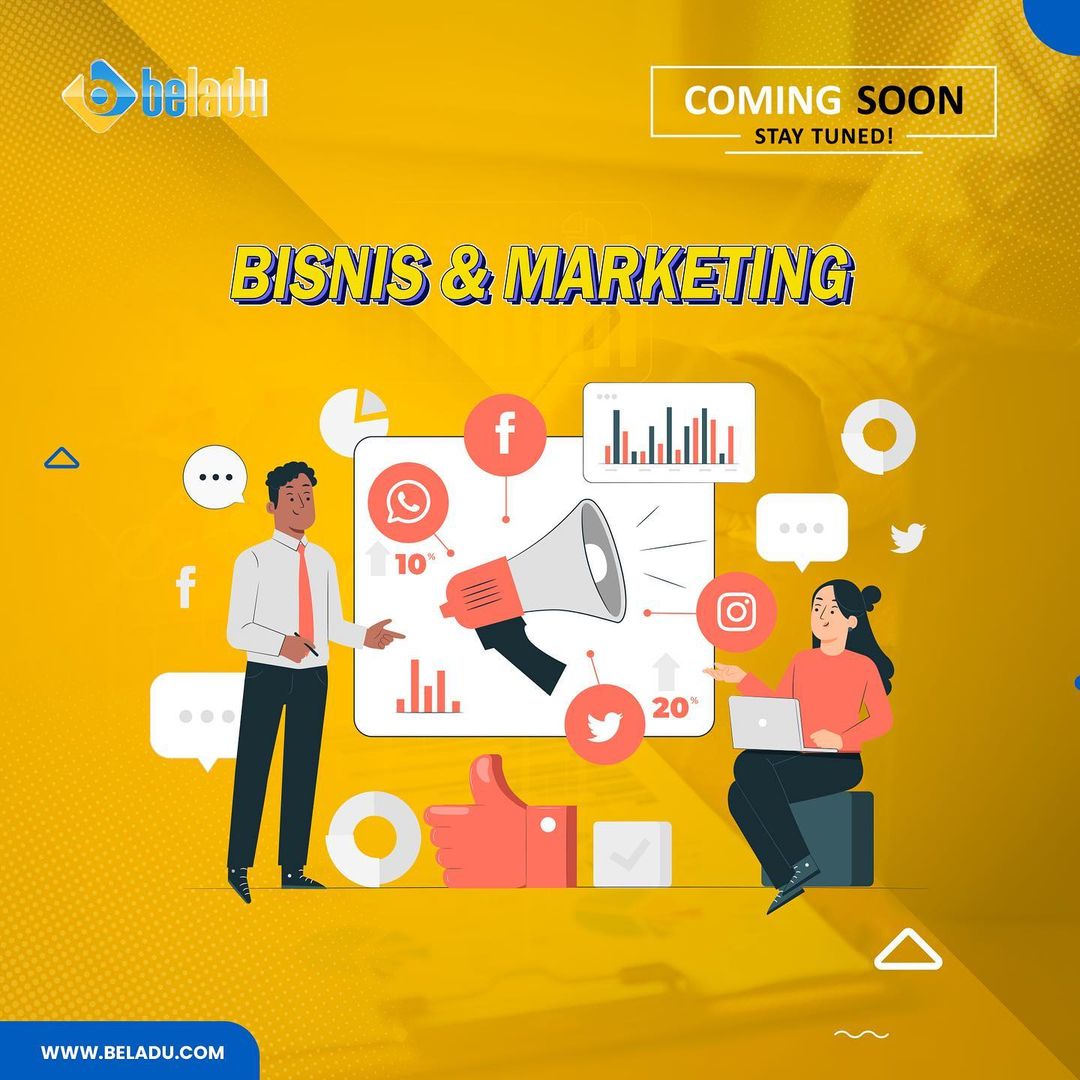 beladu
COMING SOON
STAY TUNED!
BISNIS & MARKETING
10%
20%
WWW.BELADU.COM